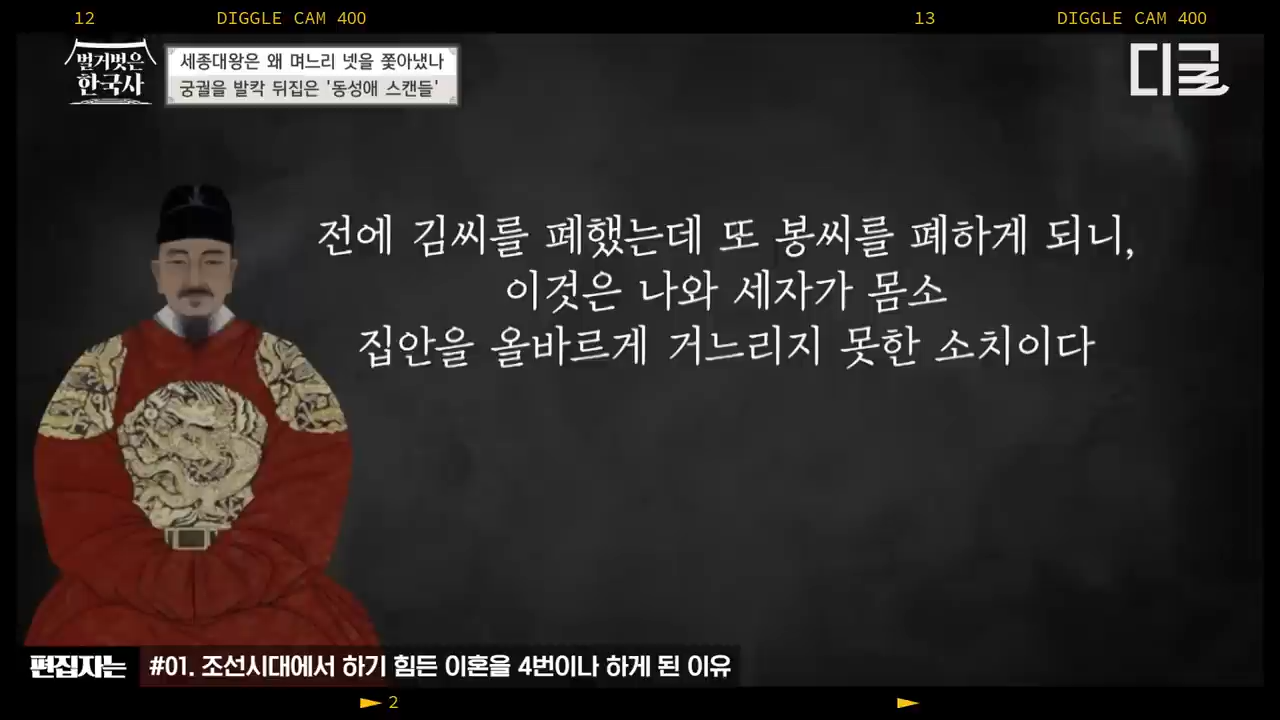 12 DIGGLE CAM 400 13 DIGGLE CAM 400
벌거벗은
한국사
세종대왕은 왜 며느리 넷을 쫓아냈나
궁궐을 발칵 뒤집은 '동성애 스캔들'
디글
전에 김씨를 폐했는데 또 봉씨를 폐하게 되니,
이것은 나와 세자가 몸소
집안을 올바르게 거느리지 못한 소치이다
편집자는 #01. 조선시대에서 하기 힘든 이혼을 4번이나 하게 된 이유
2